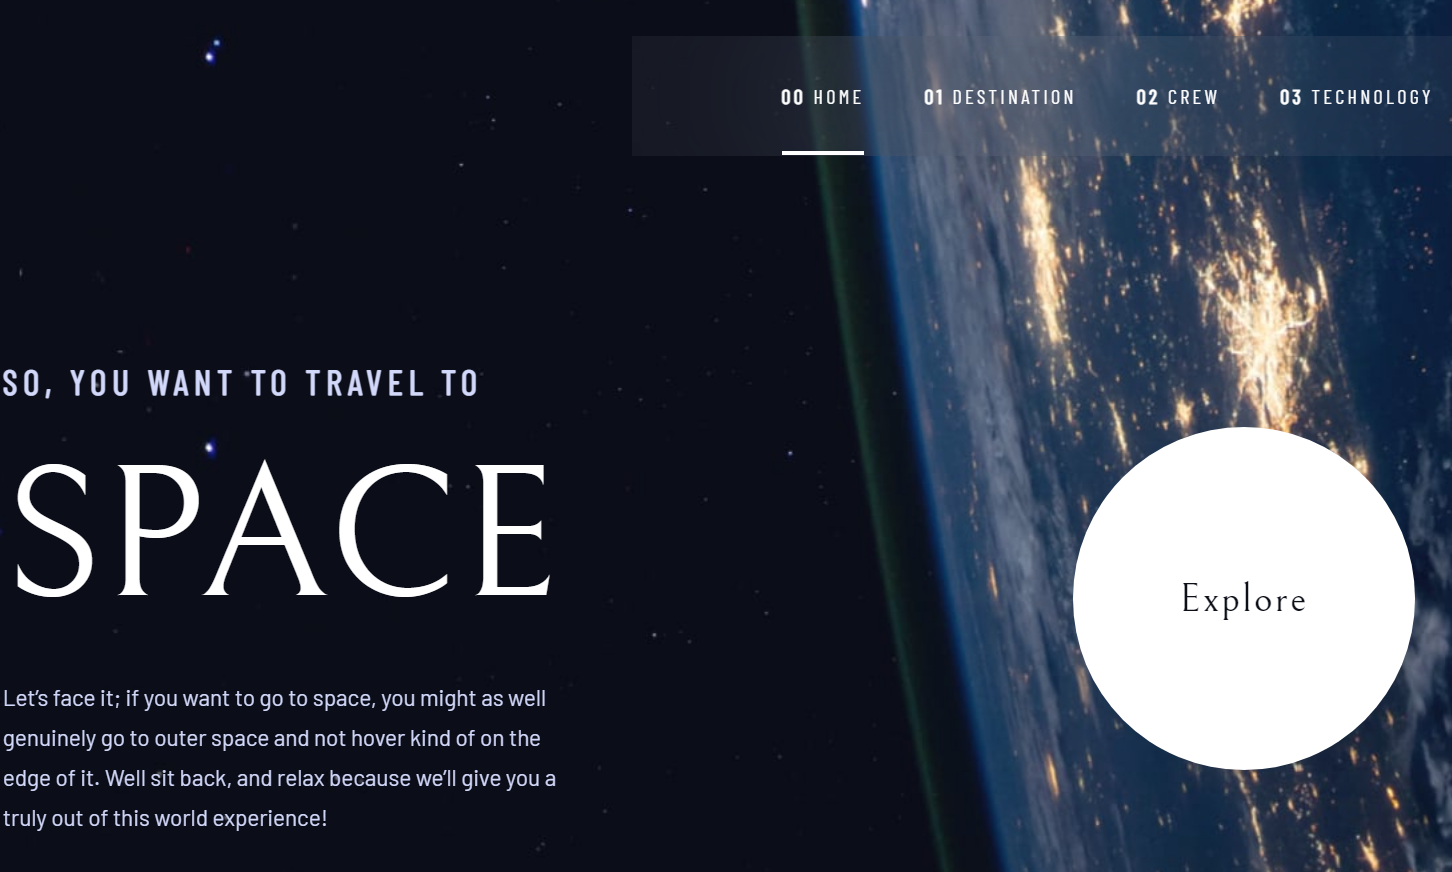 00 HOME 01 DESTINATION 02 CREW 03 TECHNOLOGY
SO, YOU WANT TO TRAVEL TO
SPACE
Let’s face it; if you want to go to space, you might as well
genuinely go to outer space and not hover kind of on the
edge of it. Well sit back, and relax because we’ll give you a
truly out of this world experience!
Explore